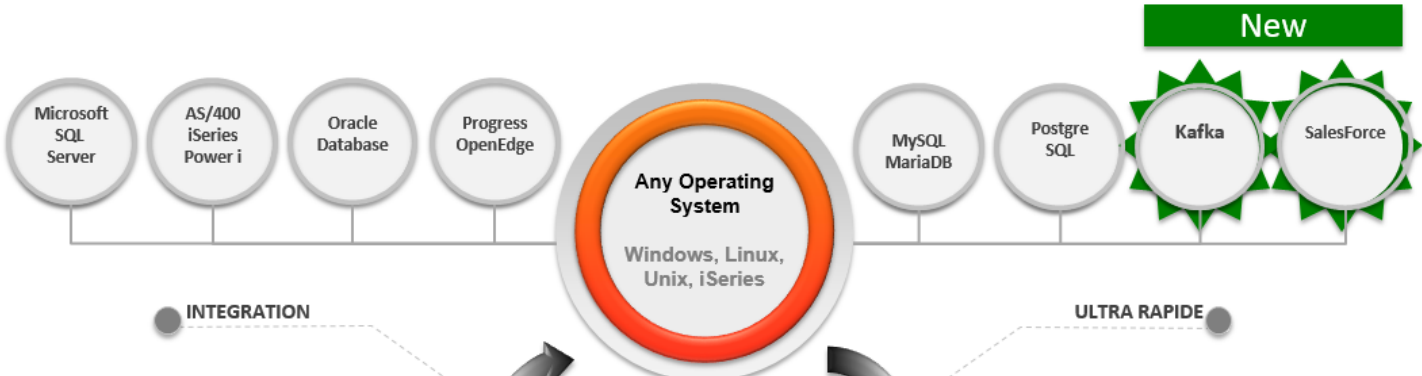 New
Microsoft
SQL
Server
AS/400
iSeries
Power i
Oracle
Database
Progress
OpenEdge
Any Operating
System
Windows, Linux,
Unix, iSeries
MySQL
MariaDB
Postgre
SQL
Kafka
SalesForce
INTEGRATION
ULTRA RAPIDE